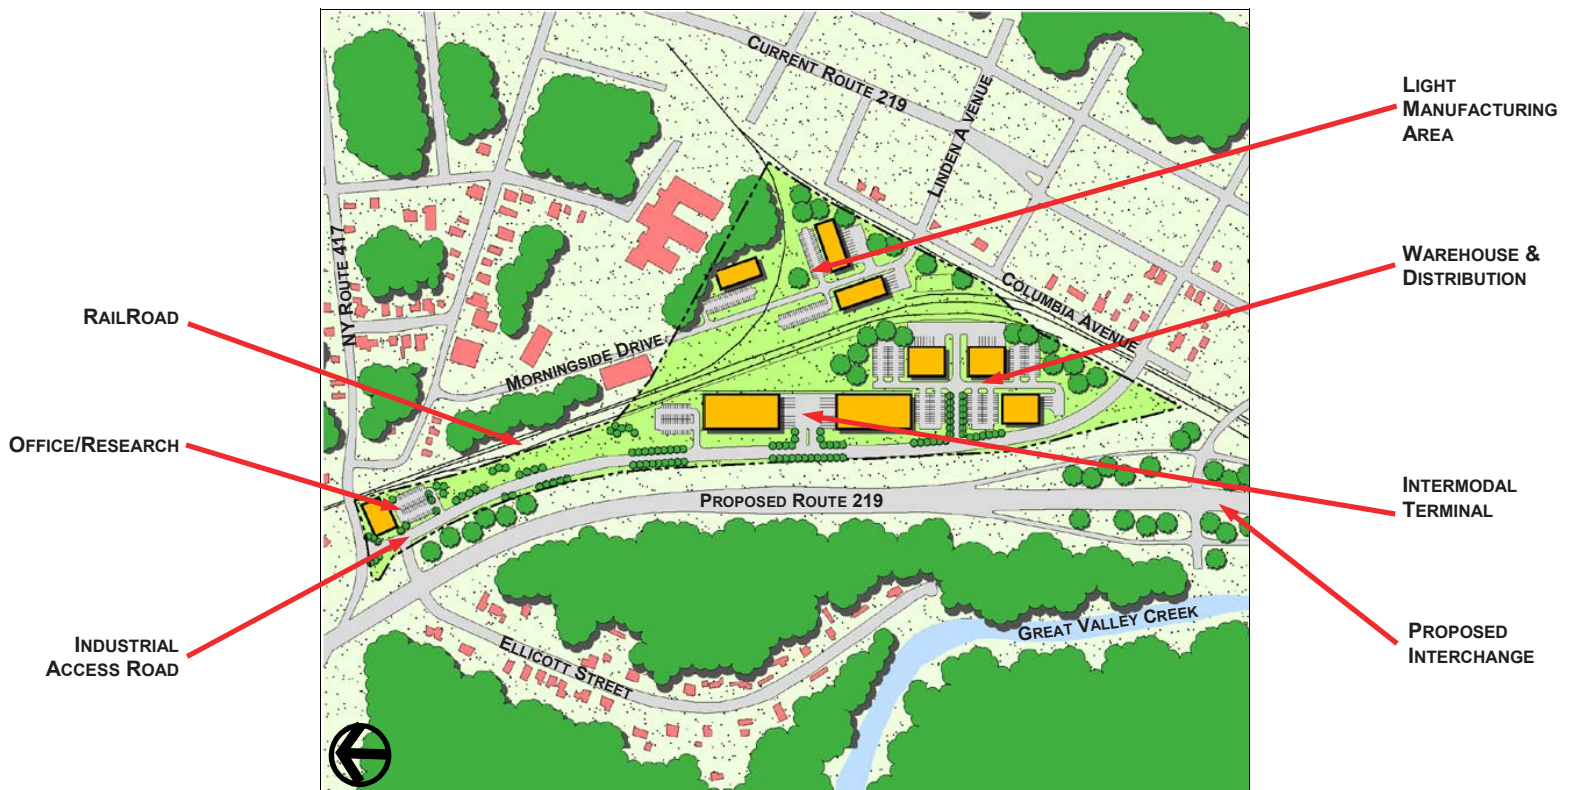 CURRENT ROUTE 219
LINDEN AVENUE
LIGHT
MANUFACTURING
AREA
NY ROUTE 417
WAREHOUSE &
DISTRIBUTION
COLUMBIA AVENUE
RAILROAD
MORNINGSIDE DRIVE
OFFICE/RESEARCH
PROPOSED ROUTE 219
INTERMODAL
TERMINAL
INDUSTRIAL
ACCESS ROAD
ELLICOTT STREET
GREAT VALLEY CREEK
PROPOSED
INTERCHANGE